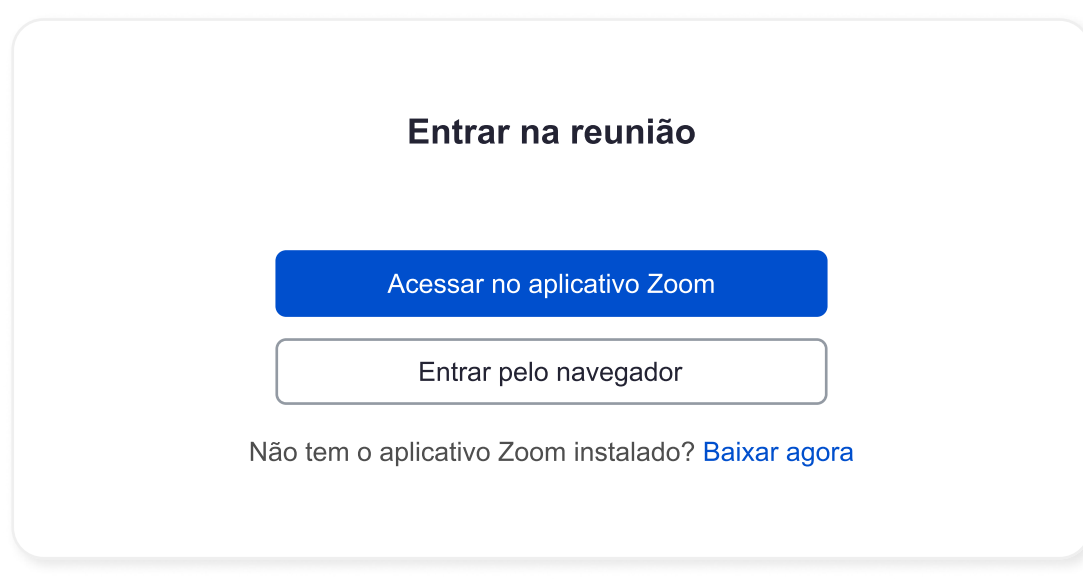 Entrar na reunião
Acessar no aplicativo Zoom
Entrar pelo navegador
Não tem o aplicativo Zoom instalado? Baixar agora